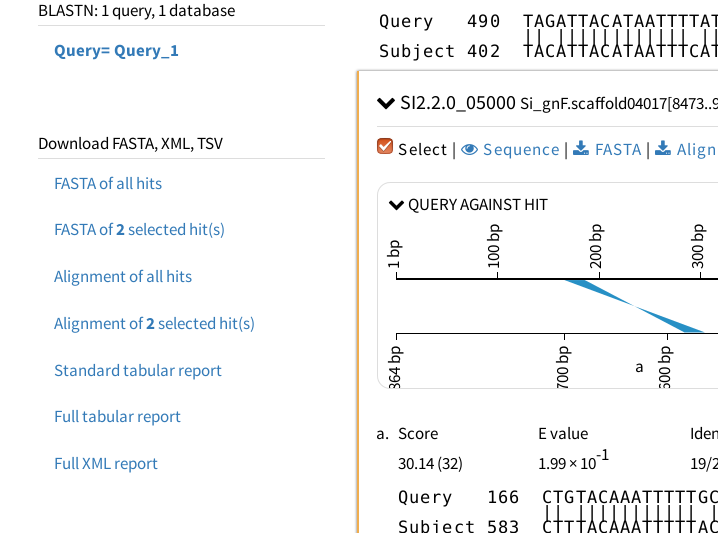 BLASTN: 1 query, 1 database
Query= Query_1
Download FASTA, XML, TSV
FASTA of all hits
FASTA of 2 selected hit(s)
Alignment of all hits
Alignment of 2 selected hit(s)
Standard tabular report
Full tabular report
Full XML report
Query 490 TAGATTACATAATTTTAT
Subject 402 TACATTACATAATTTCAT
SI2.2.0_05000 Si_gnF.scaffold04017[8473..9
Select | Sequence | FASTA | Align
QUERY AGAINST HIT
1 bp 100 bp 200 bp 300 bp
364 bp 700 bp 600 bp
a
a. Score E value Iden
30.14 (32) 1.99 × 10-1 19/2
Query 166 CTGTACAAATTTTTGC
Subject 583 CTTTACAAATTTTTAC